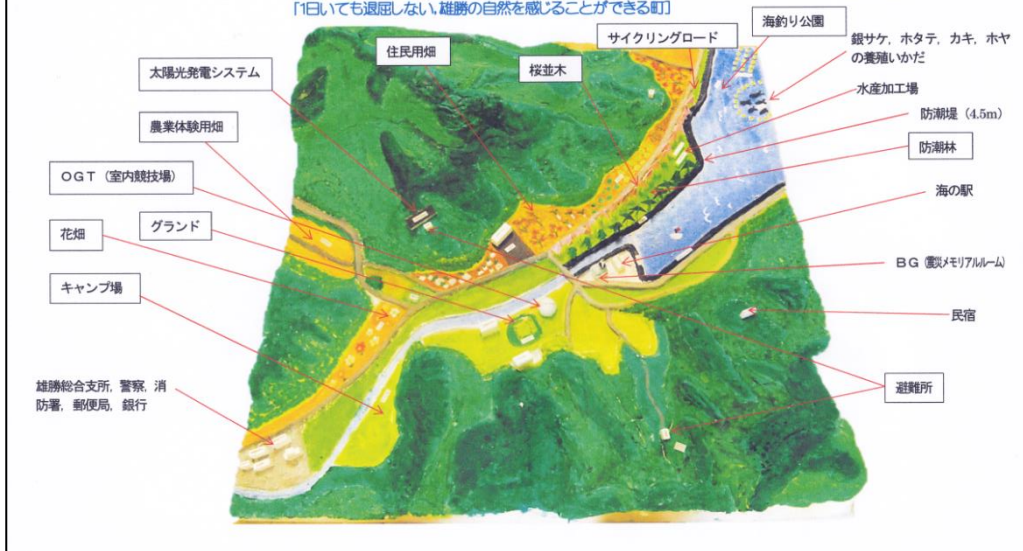 「1日いても退屈しない,雄勝の自然を感じることができる町」
海釣り公園
サイクリングロード
銀サケ,ホタテ,カキ,ホヤ
の養殖いかだ
住民用畑
桜並木
太陽光発電システム
水産加工場
防潮堤(4.5m)
農業体験用畑
防潮林
OGT(室内競技場)
海の駅
グランド
花畑
BG(震災メモリアルルーム)
キャンプ場
民宿
雄勝総合支所,警察,消
防署,郵便局,銀行
避難所